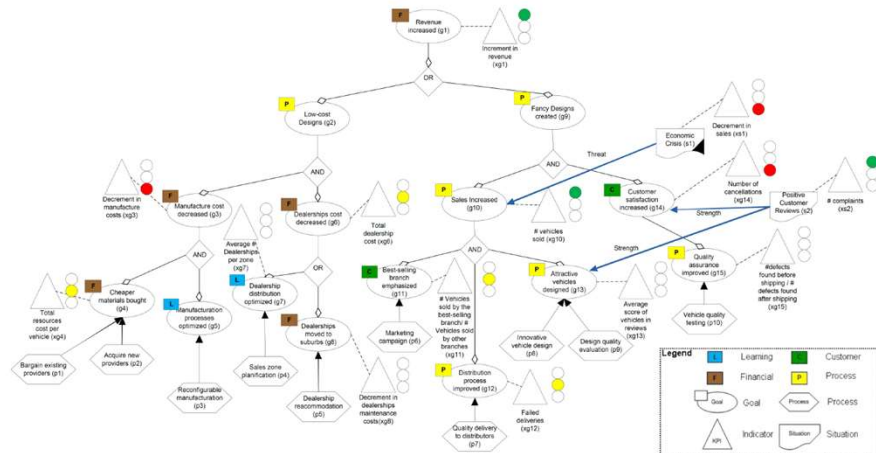 F
Revenue
increased (g1)
Increment in
revenue
(xg1)
OR
P
Low-cost
Designs (g2)
P
Fancy Designs
created (g9)
Threat
Economic
Crisis (s1)
Decrement in
sales (xs1)
AND
AND
Decrement in
manufacture
costs
(xg3)
F
Manufacture cost
decreased (g3)
F
Dealerships cost
decreased (g6)
Total
dealership
cost (xg6)
P
Sales Increased
(g10)
# vehicles
sold (xg10)
C
Customer
satisfaction
increased (g14)
Number of
cancellations
(xg14)
Strength
Positive
Customer
Reviews (s2)
# complaints
(xs2)
Average #
Dealerships
per zone
(xg7)
AND
OR
AND
Strength
Total
resources
cost per
vehicle (xg4)
F
Cheaper
materials bought
(g4)
L
Manufacturation
processes
optimized (g5)
L
Dealership
distribution
optimized (g7)
F
Dealerships
moved to
suburbs (g8)
C
Best-selling
branch
emphasized (g11)
# Vehicles
sold by the
best-selling
branch/ #
Vehicles sold
by other
branches
(xg11)
P
Attractive
vehicles
designed (g13)
Average
score of
vehicles in
reviews
(xg13)
P
Quality
assurance
improved (g15)
#defects
found before
shipping / #
defects found
after shipping
(xg15)
Bargain existing
providers (p1)
Acquire new
providers (p2)
Reconfigurable
manufacturation
(p3)
Sales zone
planification (p4)
Dealership
reaccommodation
(p5)
Decrement in
dealerships
maintenance
costs(xg8)
Marketing
campaign (p6)
P
Distribution
process
improved (g12)
Failed
deliveries
(xg12)
Quality delivery
to distributors
(p7)
Innovative
vehicle design
(p8)
Design quality
evaluation (p9)
Vehicle quality
testing (p10)
Legend
L Learning
C Customer
F Financial
P Process
Goal Goal
Process Process
KPI Indicator
Situation Situation